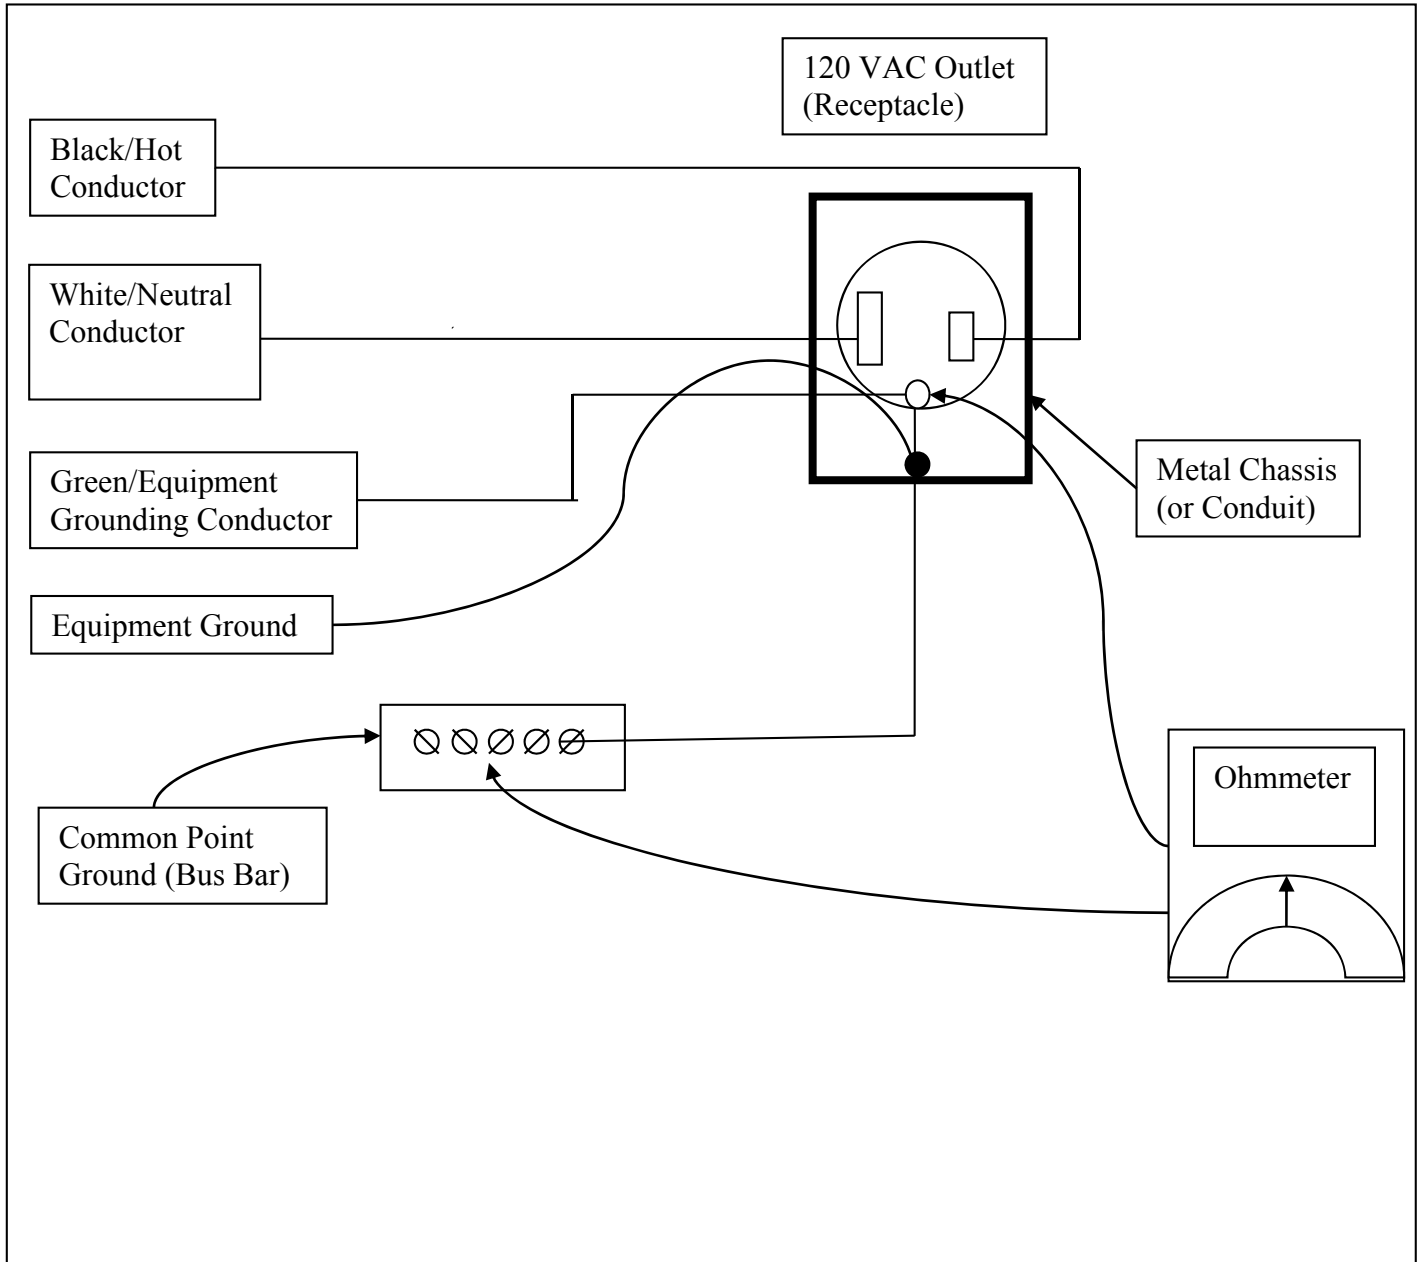 120 VAC Outlet
(Receptacle)
Black/Hot
Conductor
White/Neutral
Conductor
Green/Equipment
Grounding Conductor
Metal Chassis
(or Conduit)
Equipment Ground
Ohmmeter
Common Point
Ground (Bus Bar)